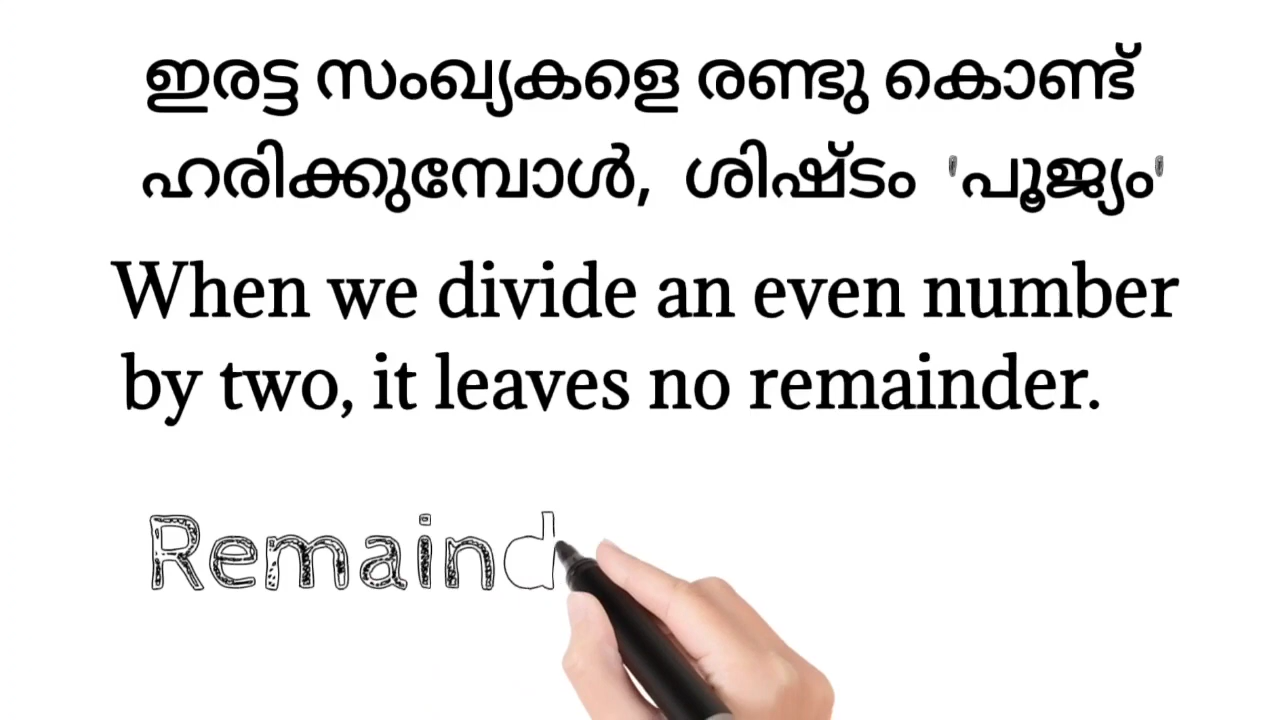 ഇരട്ട സംഖ്യകളെ രണ്ടു കൊണ്ട്
ഹരിക്കുമ്പോൾ, ശിഷ്ടം 'പൂജ്യം'
When we divide an even number
by two, it leaves no remainder.
Remaind